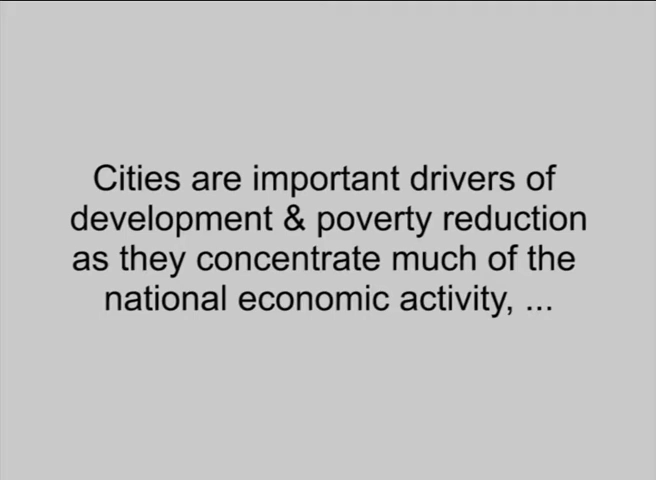 Cities are important drivers of
development & poverty reduction
as they concentrate much of the
national economic activity, ...